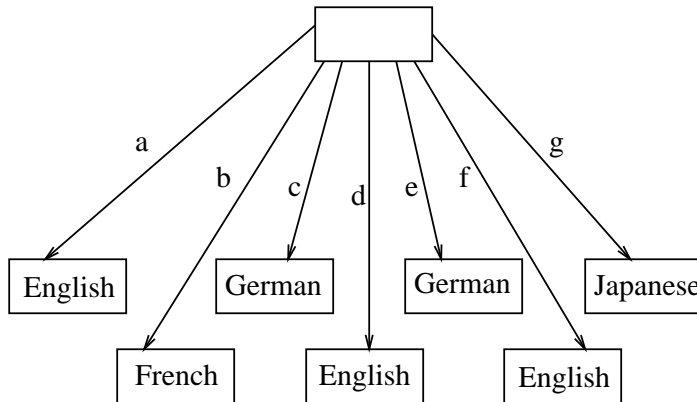 a
b
c
d
e
f
g
English
German
German
Japanese
French
English
English